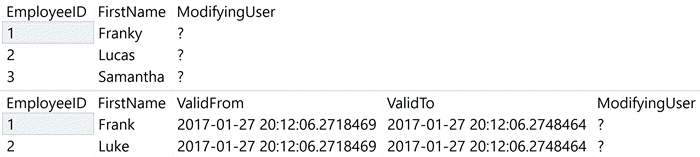 EmployeeID FirstName ModifyingUser
1 Franky ?
2 Lucas ?
3 Samantha ?
EmployeeID FirstName ValidFrom ValidTo ModifyingUser
1 Frank 2017-01-27 20:12:06.2718469 2017-01-27 20:12:06.2748464 ?
2 Luke 2017-01-27 20:12:06.2718469 2017-01-27 20:12:06.2748464 ?